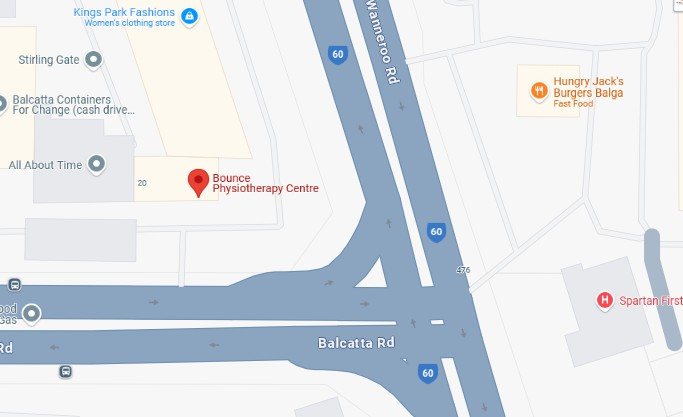 Kings Park Fashions
Women's clothing store
Wanneroo Rd
60
Stirling Gate
Hungry Jack's
Burgers Balga
Fast Food
Balcatta Containers
For Change (cash drive...
All About Time
20
Bounce
Physiotherapy Centre
60
476
Spartan First
H
ood
Gas
Rd
Balcatta Rd
60